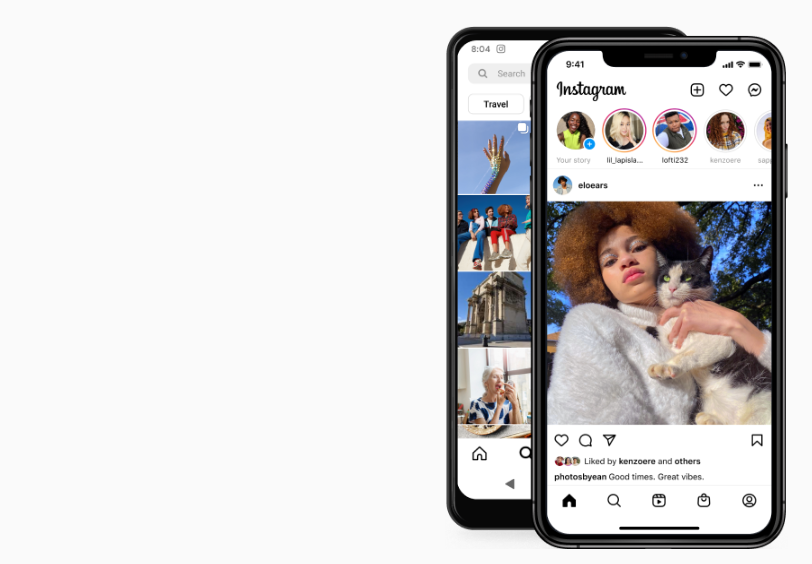 8:04
Search
Travel
9:41
Instagram
Your story
lil_lapisla...
lofti232
kenzoere
sapp
eloears
Liked by kenzoere and others
photosbyean Good times. Great vibes.